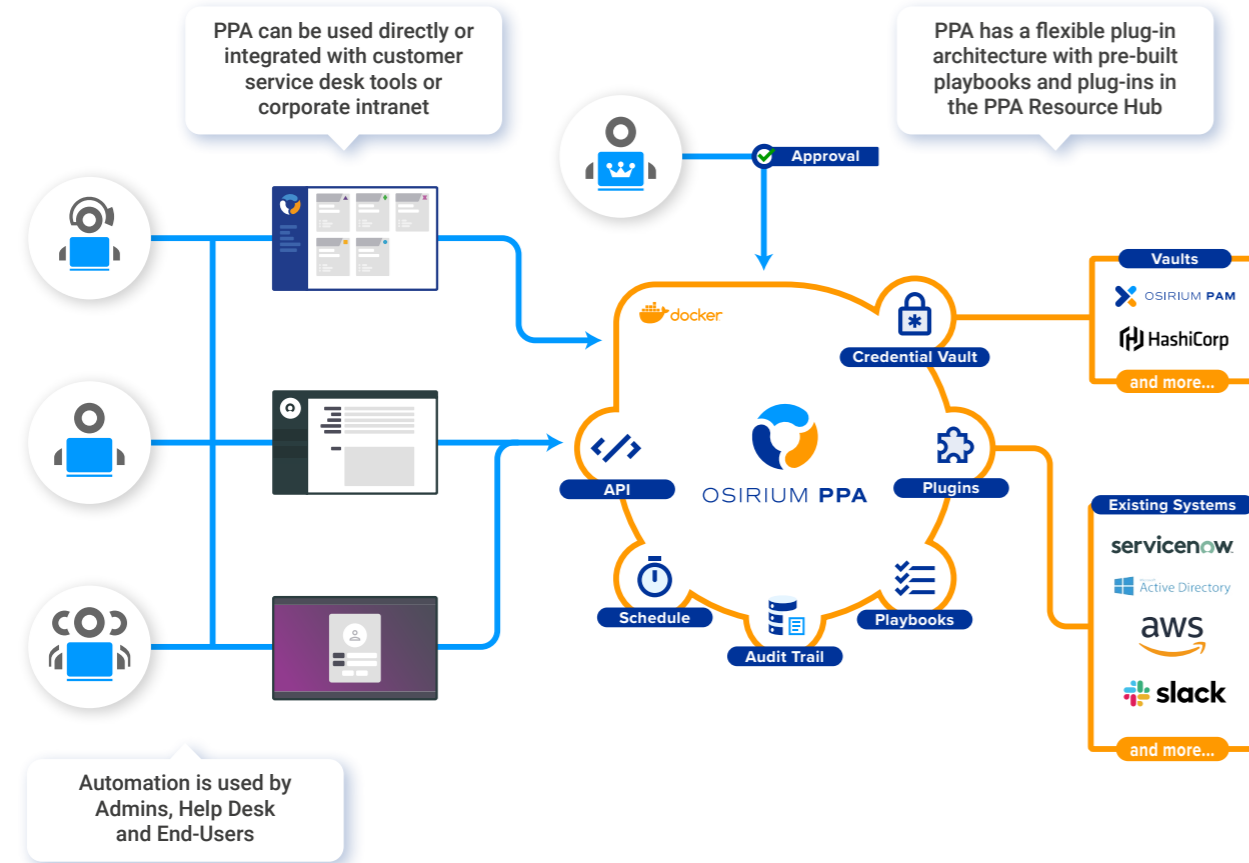 PPA can be used directly or
integrated with customer
service desk tools or
corporate intranet
PPA has a flexible plug-in
architecture with pre-built
playbooks and plug-ins in
the PPA Resource Hub
Approval
docker
Credential Vault
Vaults
OSIRIUM PAM
HashiCorp
and more...
API
OSIRIUM PPA
Plugins
Schedule
Audit Trail
Playbooks
Existing Systems
servicenow
Active Directory
aws
slack
and more...
Automation is used by
Admins, Help Desk
and End-Users